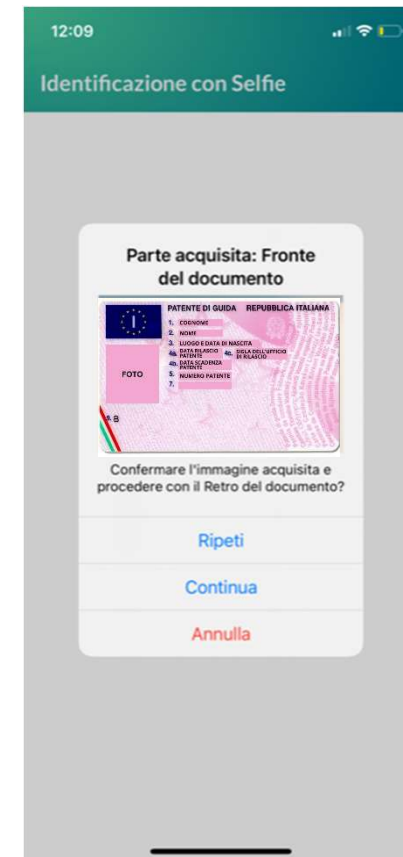 12:09
Identificazione con Selfie
Parte acquisita: Fronte
del documento
PATENTE DI GUIDA REPUBBLICA ITALIANA
I
1. COGNOME
2. NOME
3. LUOGO E DATA DI NASCITA
4a. DATA RILASCIO PATENTE 4c. DISLA DELL'UFFICIO DI RILASCIO
4b. DATA SCADENZA PATENTE
5. NUMERO PATENTE
7.
FOTO
9. B
Confermare l'immagine acquisita e
procedere con il Retro del documento?
Ripeti
Continua
Annulla